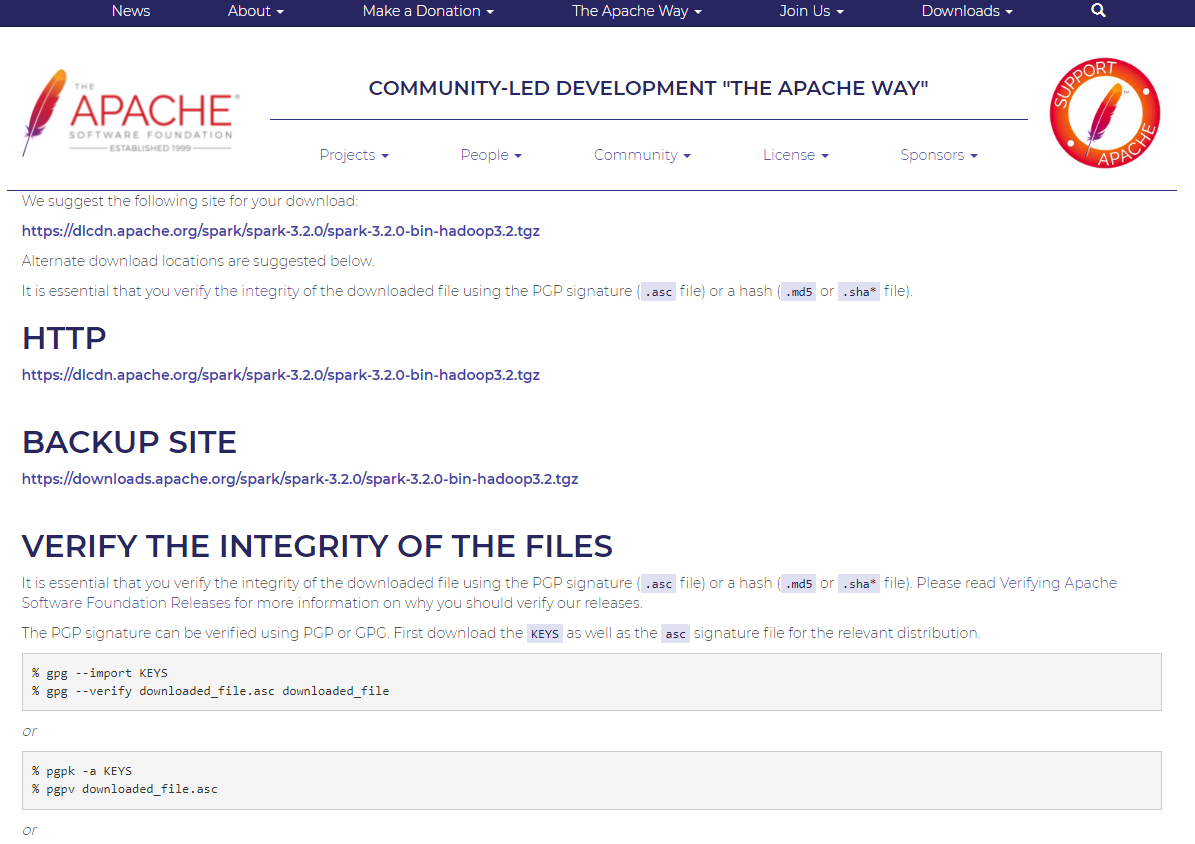 News About Make a Donation The Apache Way Join Us Downloads
THE
APACHE®
SOFTWARE FOUNDATION
ESTABLISHED 1999
COMMUNITY-LED DEVELOPMENT "THE APACHE WAY"
Projects People Community License Sponsors
SUPPORT
APACHE
We suggest the following site for your download:
https://dlcdn.apache.org/spark/spark-3.2.0/spark-3.2.0-bin-hadoop3.2.tgz
Alternate download locations are suggested below.
It is essential that you verify the integrity of the downloaded file using the PGP signature ( .asc file) or a hash ( .md5 or .sha* file).
HTTP
https://dlcdn.apache.org/spark/spark-3.2.0/spark-3.2.0-bin-hadoop3.2.tgz
BACKUP SITE
https://downloads.apache.org/spark/spark-3.2.0/spark-3.2.0-bin-hadoop3.2.tgz
VERIFY THE INTEGRITY OF THE FILES
It is essential that you verify the integrity of the downloaded file using the PGP signature ( .asc file) or a hash ( .md5 or .sha* file). Please read Verifying Apache
Software Foundation Releases for more information on why you should verify our releases.
The PGP signature can be verified using PGP or GPG. First download the KEYS as well as the asc signature file for the relevant distribution.
% gpg --import KEYS
% gpg --verify downloaded_file.asc downloaded_file
or
% pgpk -a KEYS
% pgpv downloaded_file.asc
or